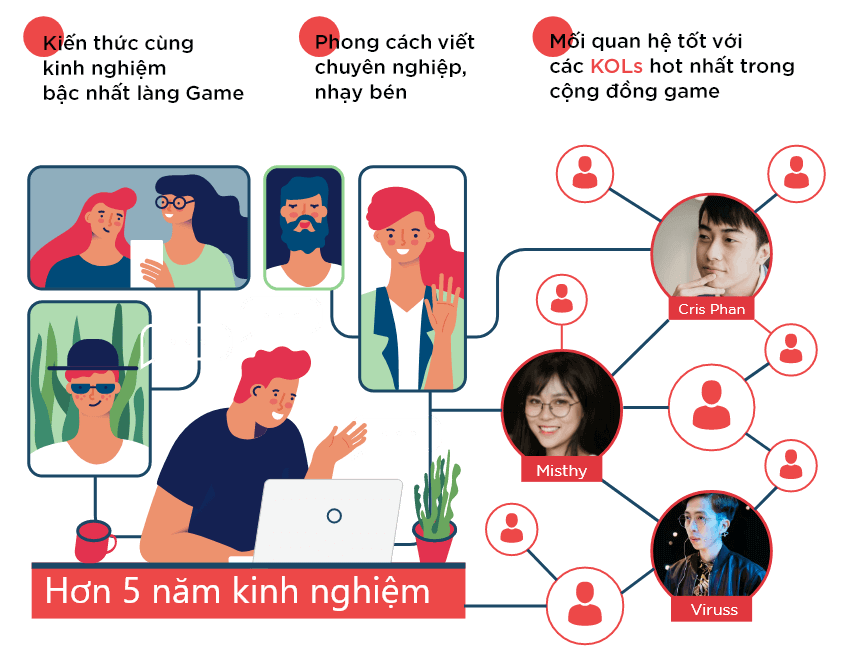 Kiến thức cùng
kinh nghiệm
bậc nhất làng Game
Phong cách viết
chuyên nghiệp,
nhạy bén
Mối quan hệ tốt với
các KOLs hot nhất trong
cộng đồng game
Cris Phan
Misthy
Viruss
Hơn 5 năm kinh nghiệm